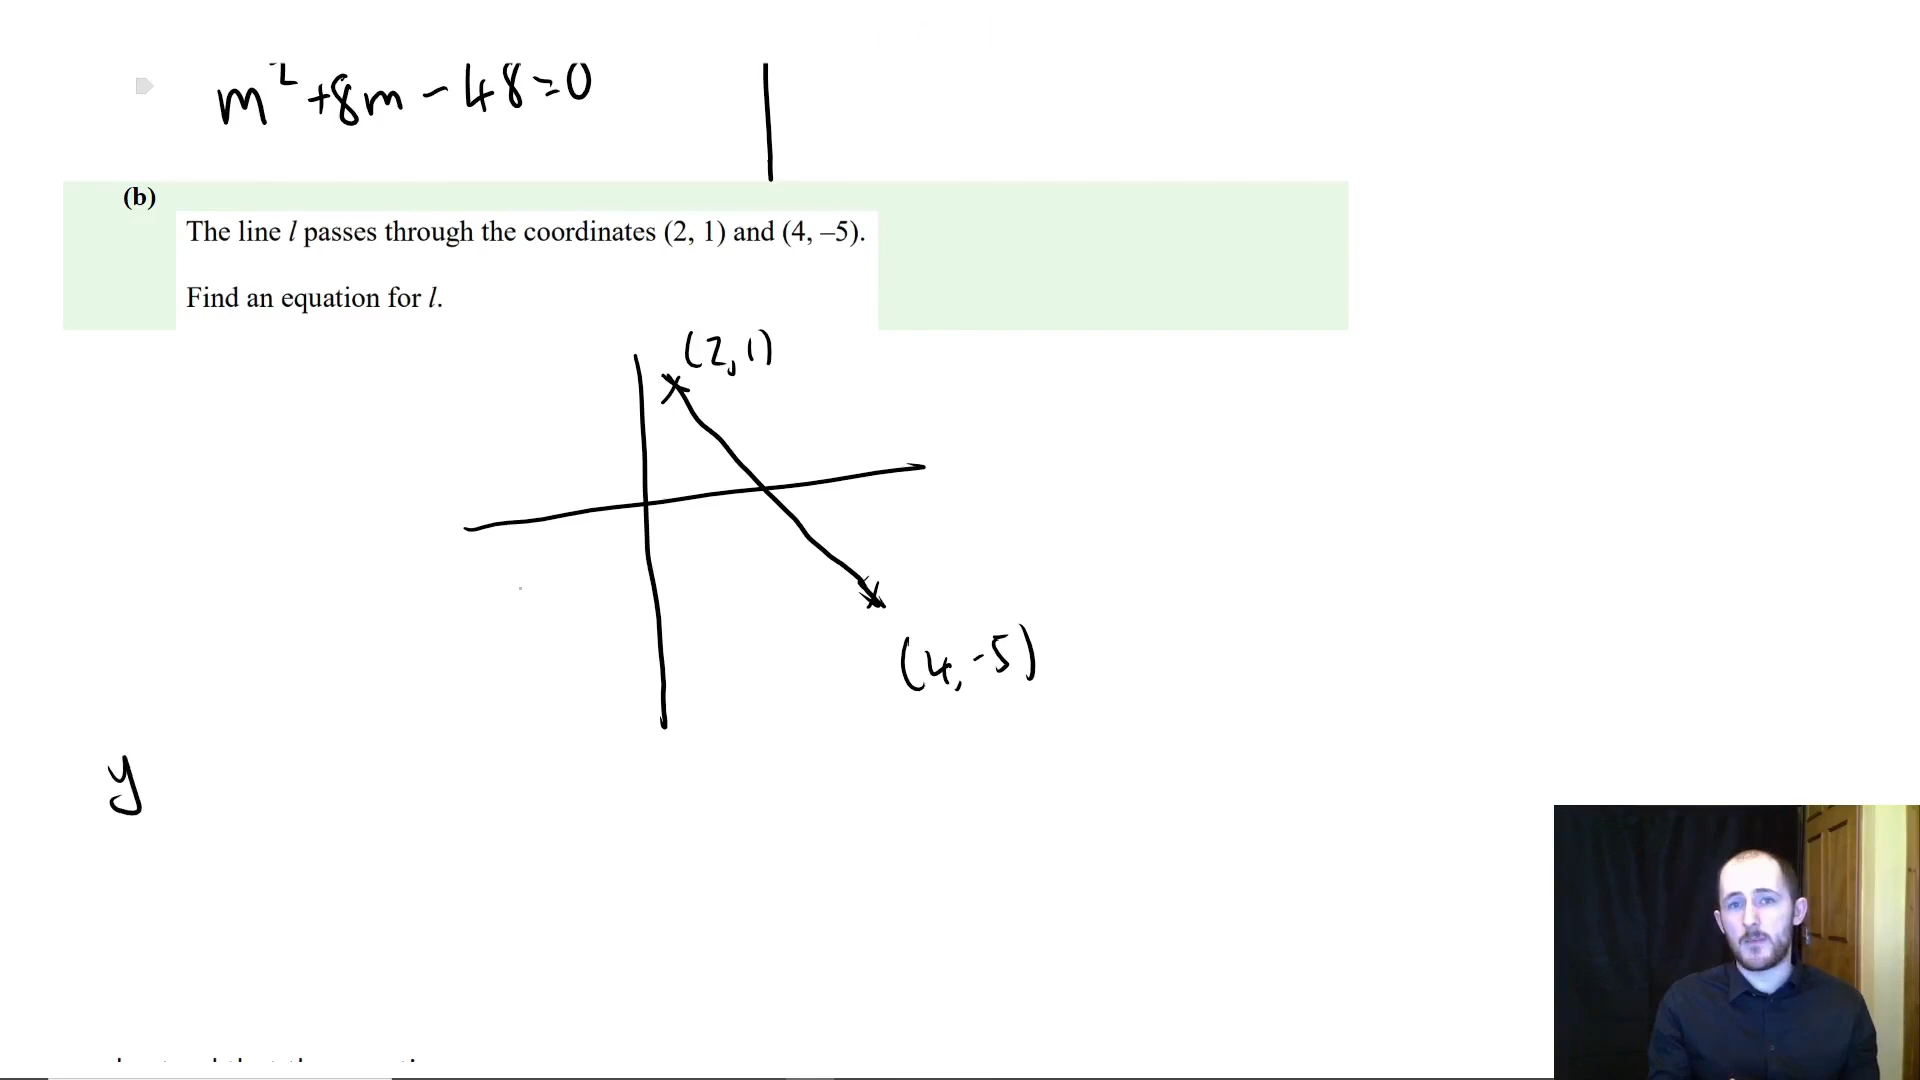 m²+8m-48=0
(b)
The line l passes through the coordinates (2, 1) and (4, –5).
Find an equation for l.
(2,1)
(4,-5)
y